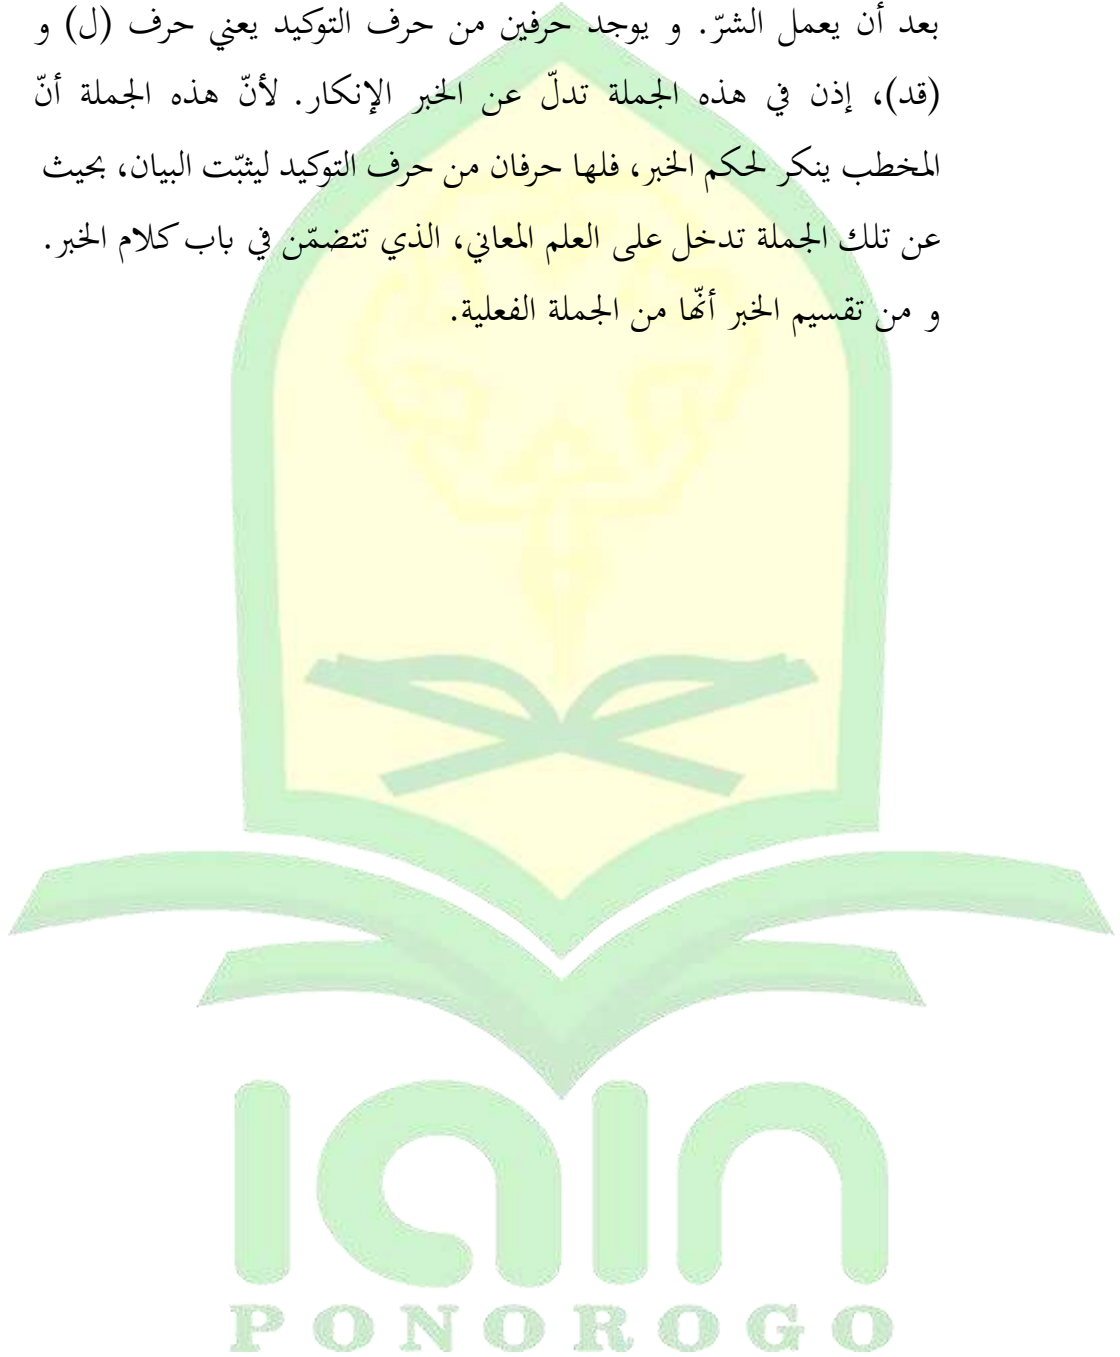 بعد أن يعمل الشرّ. و يوجد حرفين من حرف التوكيد يعني حرف (ل) و
(قد)، إذن في هذه الجملة تدلّ عن الخبر الإنكار. لأنّ هذه الجملة أنّ
المخطب ينكر لحكم الخبر، فلها حرفان من حرف التوكيد ليثبّت البيان، بحيث
عن تلك الجملة تدخل على العلم المعاني، الذي تتضمّن في باب كلام الخبر.
و من تقسيم الخبر أنّها من الجملة الفعلية.
iain
PONOROGO